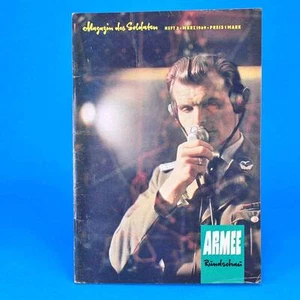 Magazin des Soldaten HEFT 3 · MÄRZ 1969 · PREIS 1 MARK
ARMEE
Rundschau